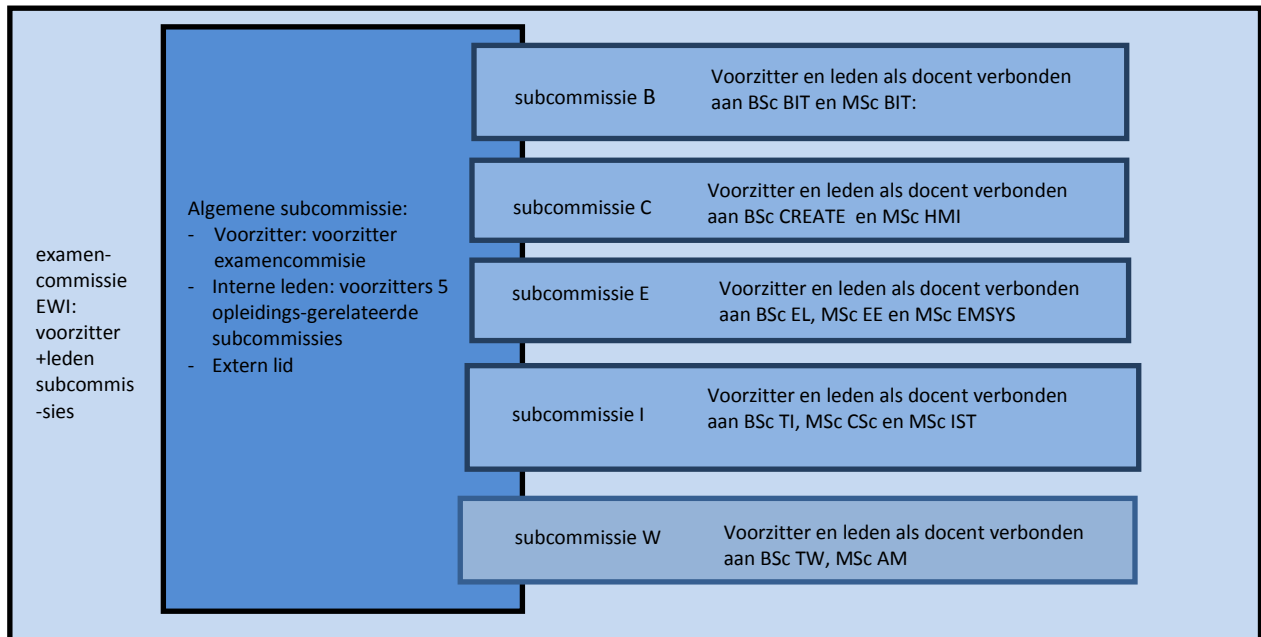 examen-
commissie
EWI:
voorzitter
+leden
subcommis
-sies
Algemene subcommissie:
- Voorzitter: voorzitter
examencommisie
- Interne leden: voorzitters 5
opleidings-gerelateerde
subcommissies
- Extern lid
subcommissie B
Voorzitter en leden als docent verbonden
aan BSc BIT en MSc BIT:
subcommissie C
Voorzitter en leden als docent verbonden
aan BSc CREATE en MSc HMI
subcommissie E
Voorzitter en leden als docent verbonden
aan BSc EL, MSc EE en MSc EMSYS
subcommissie I
Voorzitter en leden als docent verbonden
aan BSc TI, MSc CSc en MSc IST
subcommissie W
Voorzitter en leden als docent verbonden
aan BSc TW, MSc AM